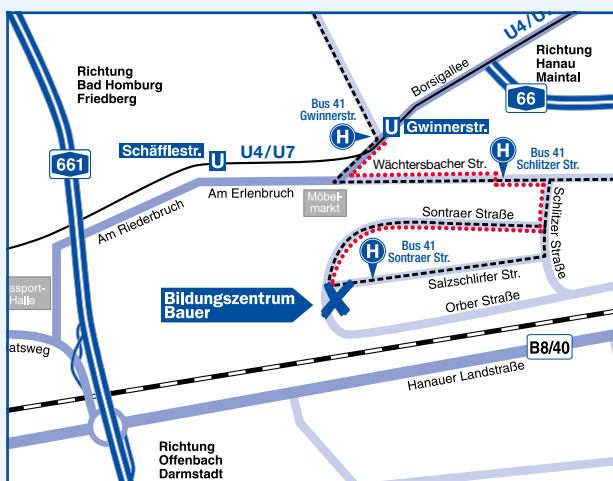 U4/U7
Richtung
Hanau
Maintal
Richtung
Bad Homburg
Friedberg
Borsigallee
66
Bus 41
Gwinnerstr.
H
U
Gwinnerstr.
661
Schäfflestr.
U
U4/U7
Wächtersbacher Str.
H
Bus 41
Schlitzer Str.
Am Erlenbruch
Möbel-
markt
Am Riederbruch
Sontraer Straße
Schlitzer Straße
H
Bus 41
Sontraer Str.
Salzschlirfer Str.
ssport-
Halle
Bildungszentrum
Bauer
Orber Straße
atsweg
B8/40
Hanauer Landstraße
Richtung
Offenbach
Darmstadt